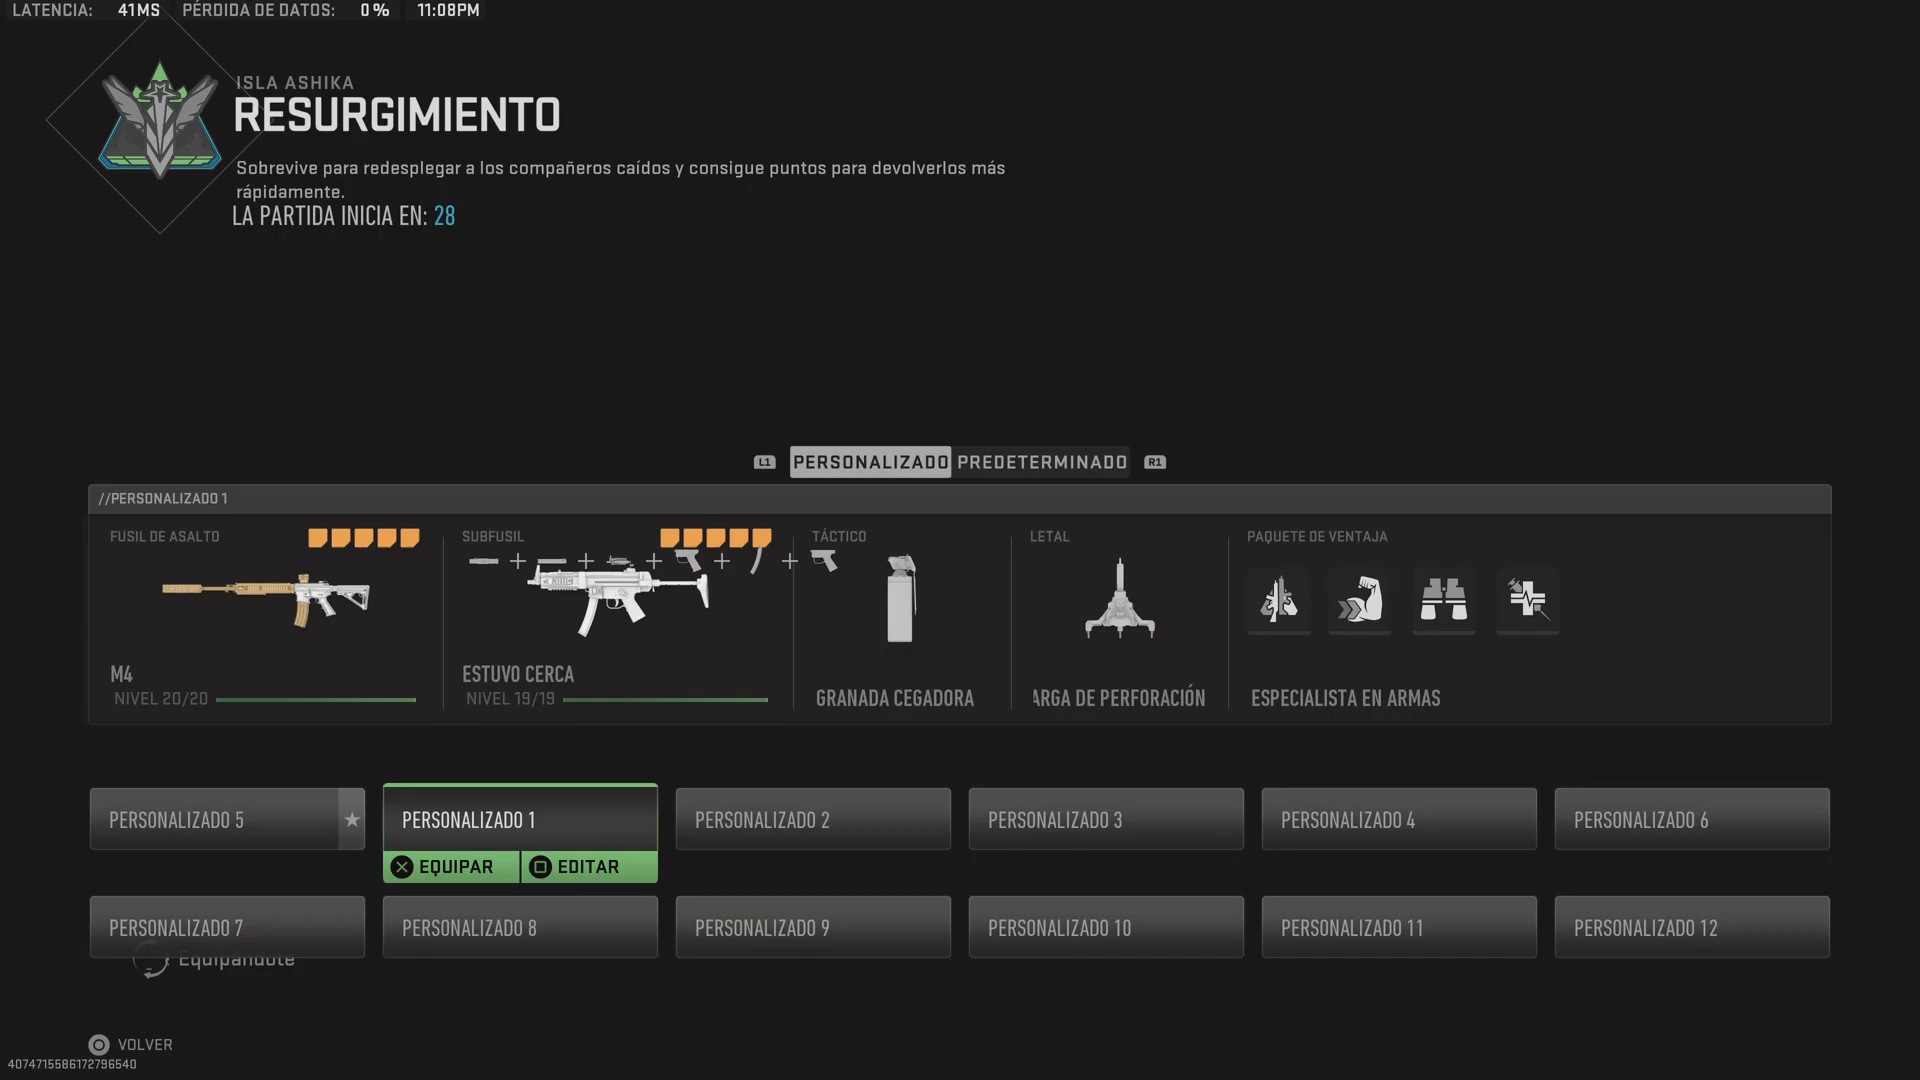 LATENCIA: 41MS PÉRDIDA DE DATOS: 0% 11:08PM
ISLA ASHIKA
RESURGIMIENTO
Sobrevive para redesplegar a los compañeros caídos y consigue puntos para devolverlos más
rápidamente.
LA PARTIDA INICIA EN: 28
L1 PERSONALIZADO PREDETERMINADO R1
//PERSONALIZADO 1
FUSIL DE ASALTO SUBFUSIL TÁCTICO LETAL PAQUETE DE VENTAJA
M4 ESTUVO CERCA
NIVEL 20/20 NIVEL 19/19 GRANADA CEGADORA ARGA DE PERFORACIÓN ESPECIALISTA EN ARMAS
PERSONALIZADO 5 PERSONALIZADO 1 PERSONALIZADO 2 PERSONALIZADO 3 PERSONALIZADO 4 PERSONALIZADO 6
EQUIPAR EDITAR
PERSONALIZADO 7 PERSONALIZADO 8 PERSONALIZADO 9 PERSONALIZADO 10 PERSONALIZADO 11 PERSONALIZADO 12
Equipándote
VOLVER
4074715586172796540